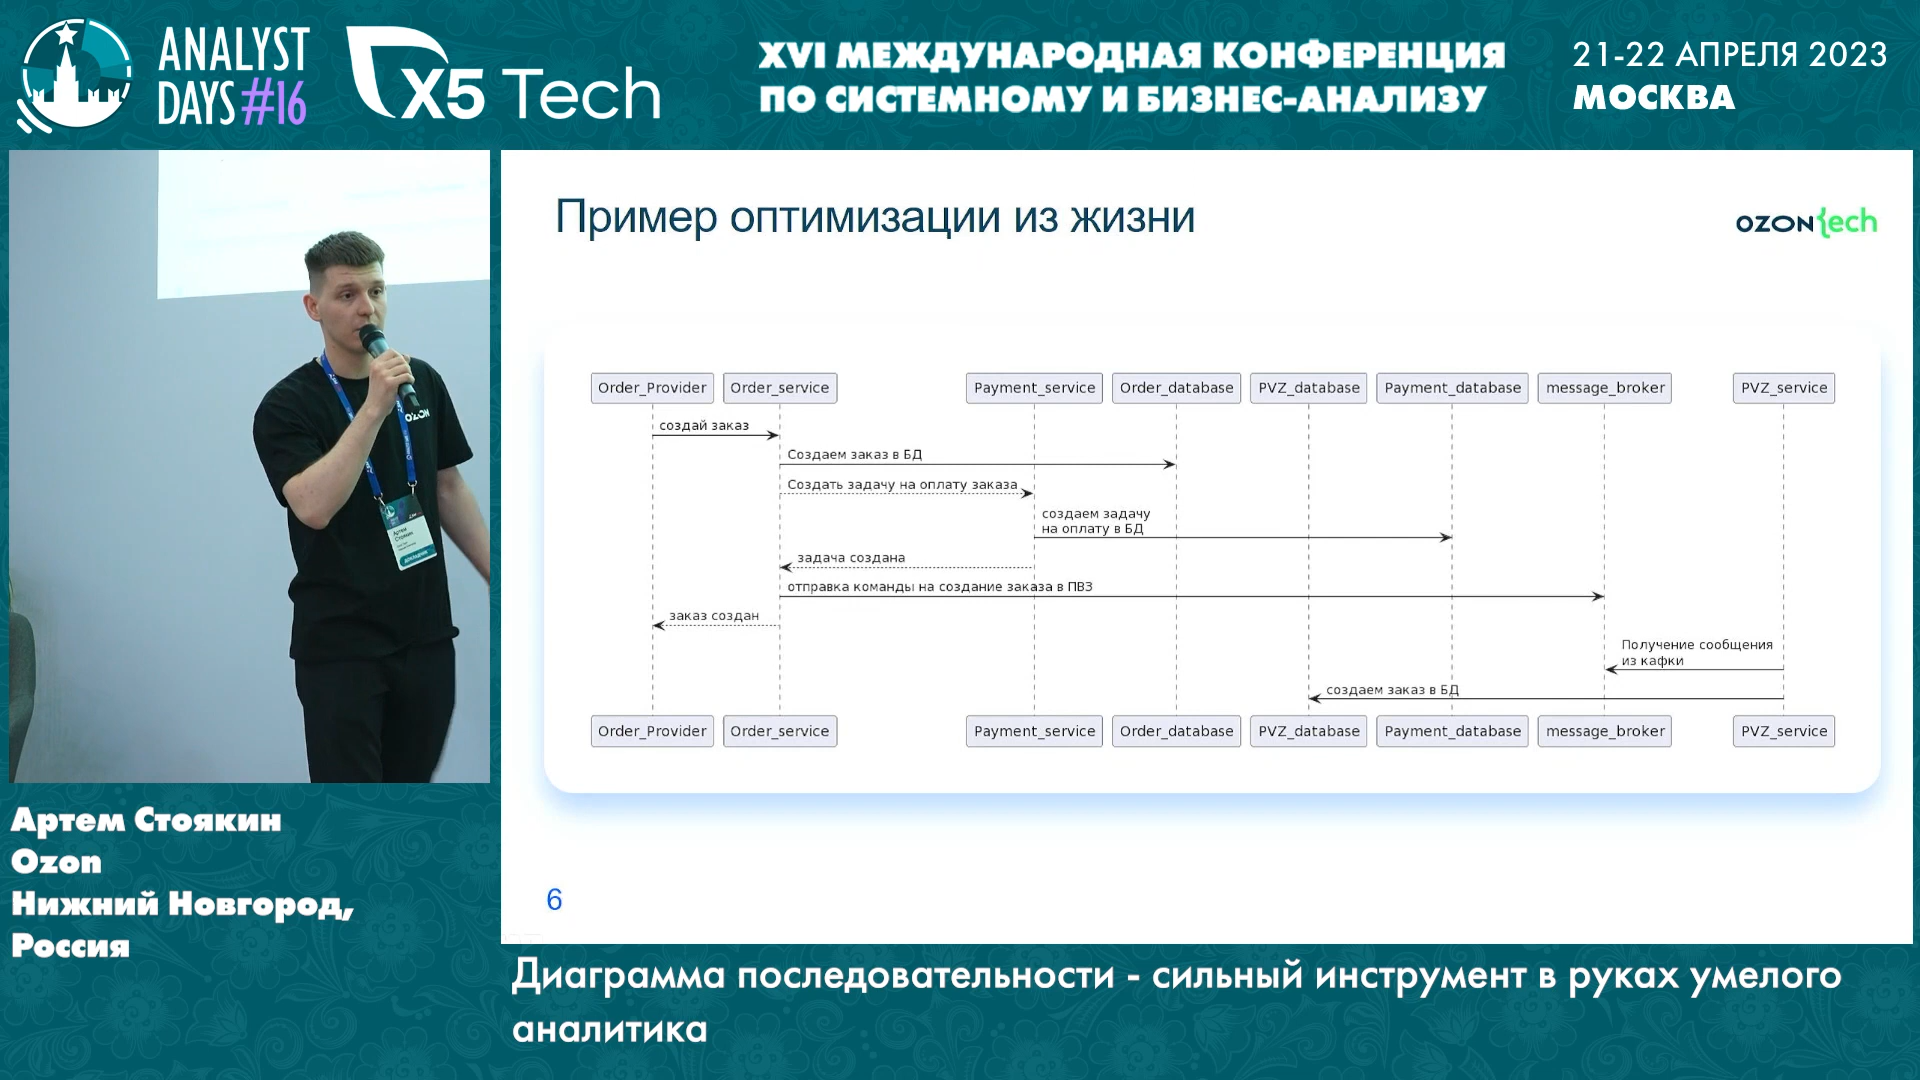 ANALYST
DAYS #16
X5 Tech
XVI МЕЖДУНАРОДНАЯ КОНФЕРЕНЦИЯ
ПО СИСТЕМНОМУ И БИЗНЕС-АНАЛИЗУ
21-22 АПРЕЛЯ 2023
МОСКВА
Пример оптимизации из жизни
OZON{ech
Order_Provider Order_service Payment_service Order_database PVZ_database Payment_database message_broker PVZ_service
создай заказ
Создаем заказ в БД
Создать задачу на оплату заказа
создаем задачу
на оплату в БД
задача создана
отправка команды на создание заказа в ПВЗ
заказ создан
Получение сообщения
из кафки
создаем заказ в БД
Order_Provider Order_service Payment_service Order_database PVZ_database Payment_database message_broker PVZ_service
6
OZON
Артем
Стоякин
Артем Стоякин
Ozon
Нижний Новгород,
Россия
Диаграмма последовательности - сильный инструмент в руках умелого
аналитика